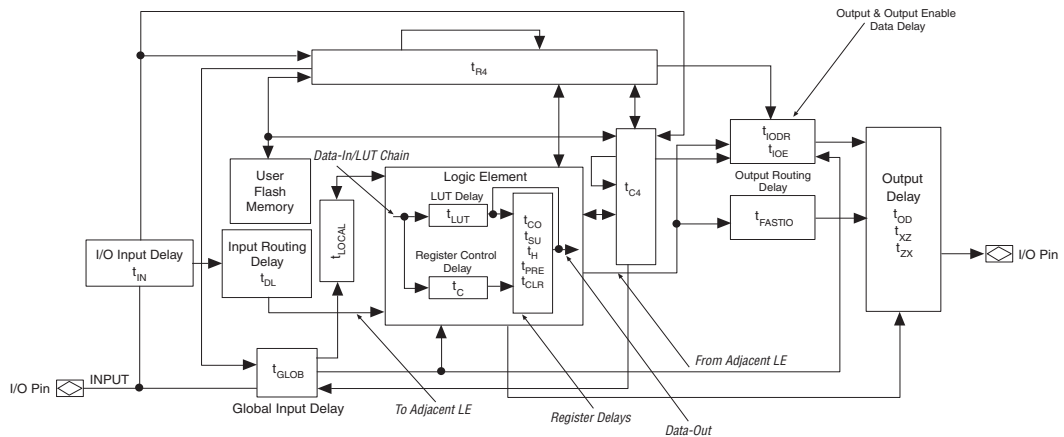 Output & Output Enable
Data Delay
tR4
tIODR
tIOE
User
Flash
Memory
Data-In/LUT Chain
Logic Element
LUT Delay
tLUT
tCO
tSU
tH
tPRE
tCLR
Register Control
Delay
tC
tC4
Output Routing
Delay
tFASTIO
Output
Delay
tOD
tXZ
tZX
I/O Pin
I/O Input Delay
tIN
Input Routing
Delay
tDL
tLOCAL
From Adjacent LE
tGLOB
Global Input Delay
I/O Pin
INPUT
To Adjacent LE
Register Delays
Data-Out